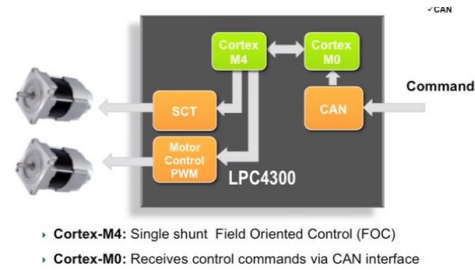 ✓CAN
Cortex
M4
Cortex
M0
Command
SCT
CAN
Motor
Control
PWM
LPC4300
Cortex-M4: Single shunt Field Oriented Control (FOC)
Cortex-M0: Receives control commands via CAN interface